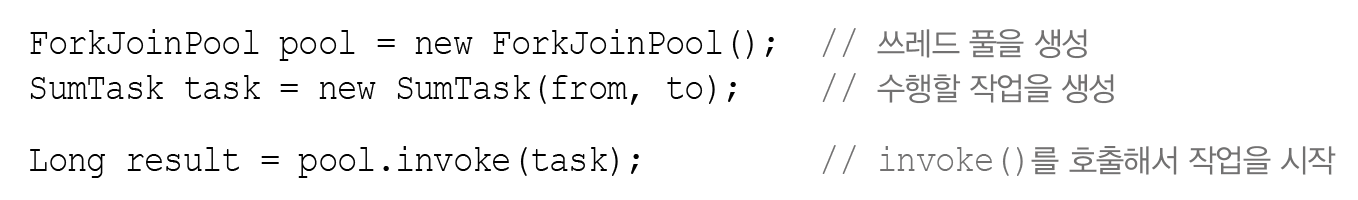 ForkJoinPool pool = new ForkJoinPool(); // 쓰레드 풀을 생성
SumTask task = new SumTask(from, to); // 수행할 작업을 생성
Long result = pool.invoke(task); // invoke()를 호출해서 작업을 시작